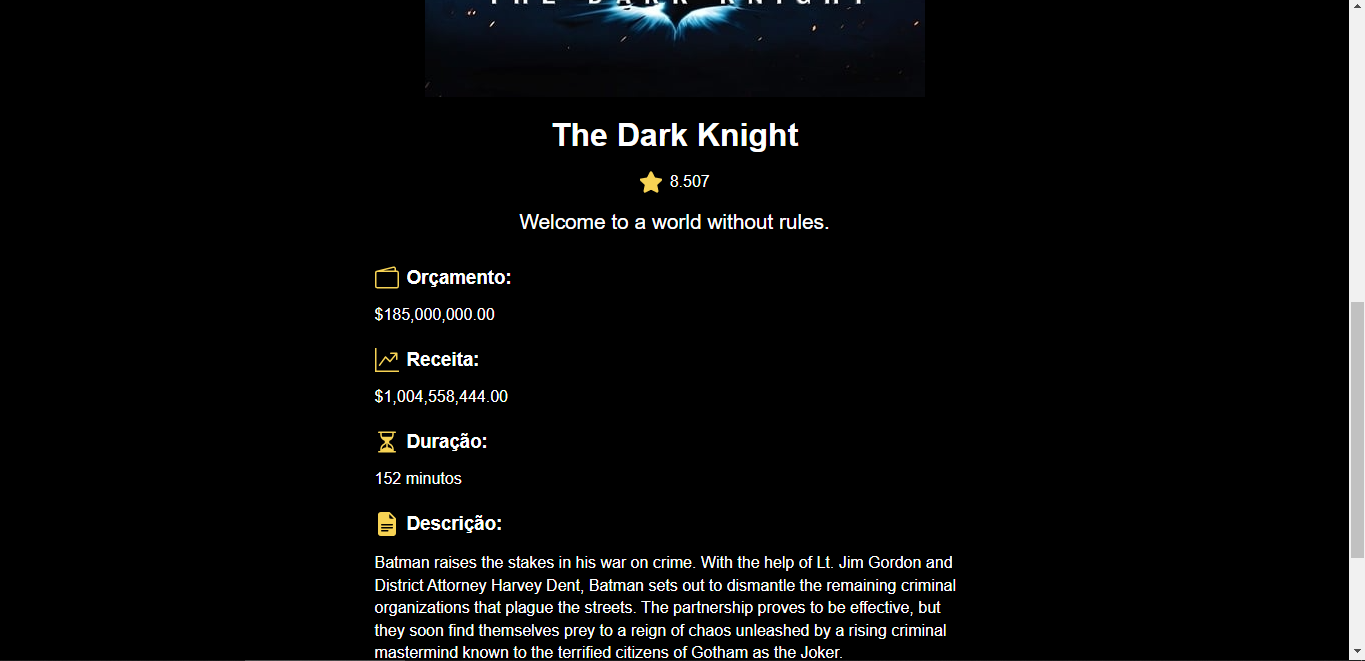 THE DARK KNIGHT
The Dark Knight
8.507
Welcome to a world without rules.
Orçamento:
$185,000,000.00
Receita:
$1,004,558,444.00
Duração:
152 minutos
Descrição:
Batman raises the stakes in his war on crime. With the help of Lt. Jim Gordon and
District Attorney Harvey Dent, Batman sets out to dismantle the remaining criminal
organizations that plague the streets. The partnership proves to be effective, but
they soon find themselves prey to a reign of chaos unleashed by a rising criminal
mastermind known to the terrified citizens of Gotham as the Joker.